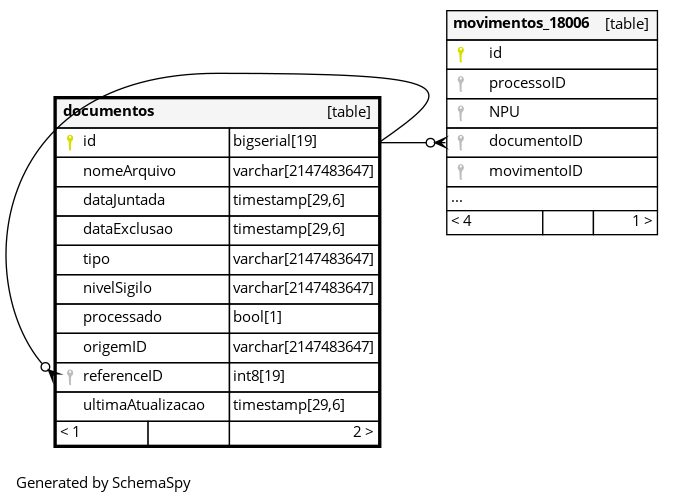 movimentos_18006 [table]
id
processoID
NPU
documentoID
movimentoID
...
< 4 1 >
documentos [table]
id bigserial[19]
nomeArquivo varchar[2147483647]
dataJuntada timestamp[29,6]
dataExclusao timestamp[29,6]
tipo varchar[2147483647]
nivelSigilo varchar[2147483647]
processado bool[1]
origemID varchar[2147483647]
referenceID int8[19]
ultimaAtualizacao timestamp[29,6]
< 1 2 >
Generated by SchemaSpy